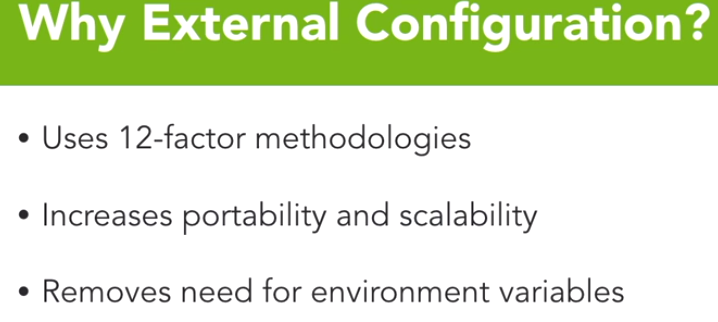 Why External Configuration?
• Uses 12-factor methodologies
• Increases portability and scalability
• Removes need for environment variables